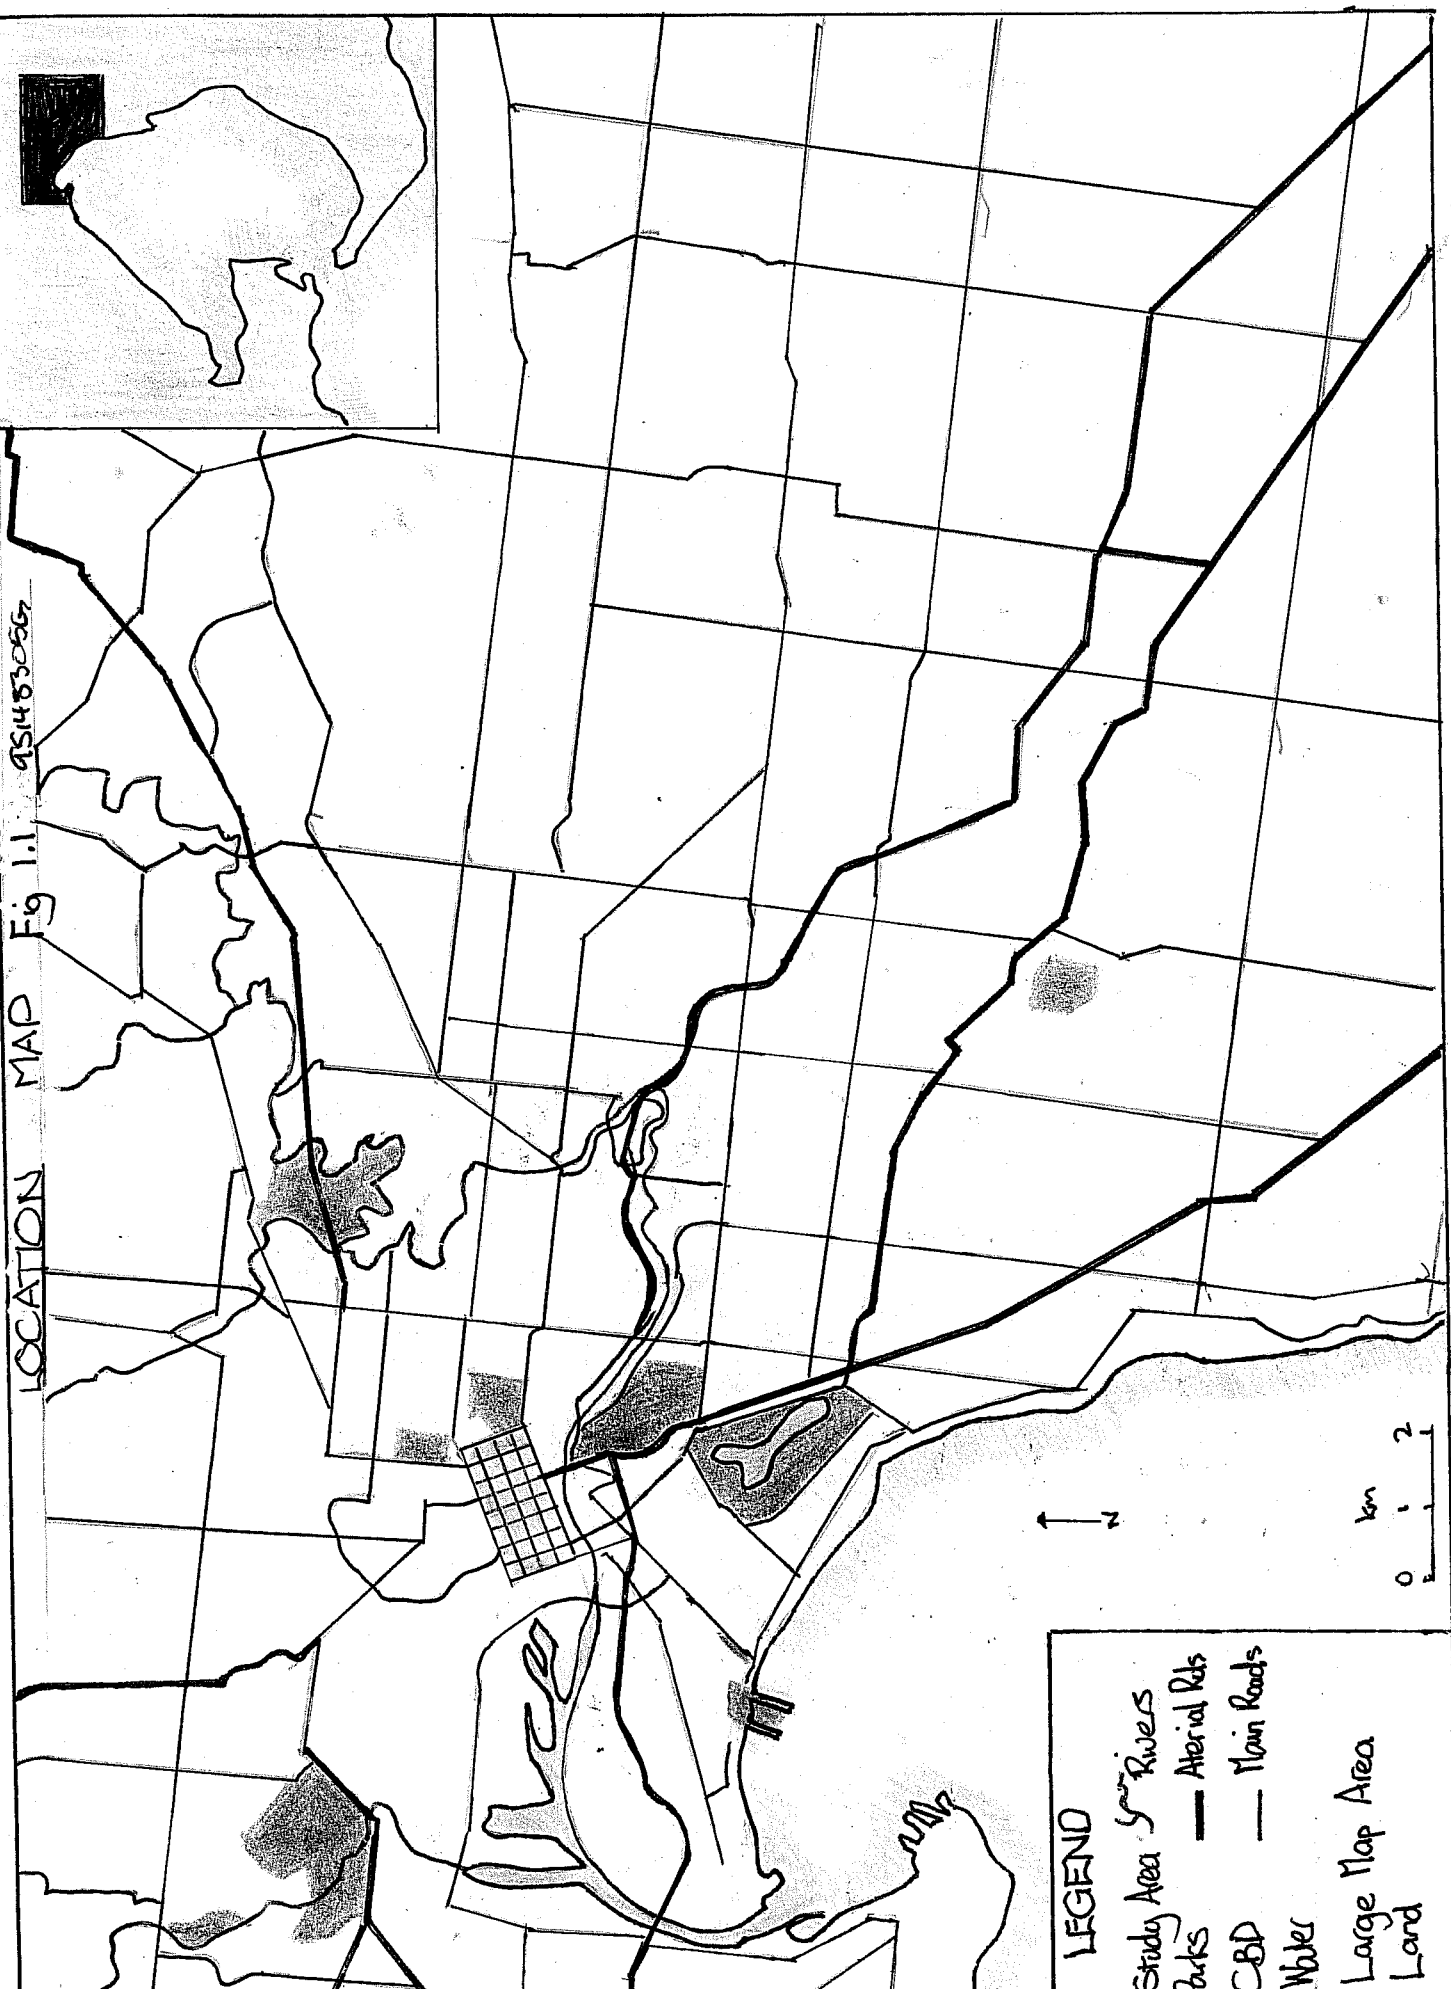 LOCATION MAP Fig 1.1 9514830567
N
km
0 1 2
LEGEND
Study Area Rivers
Parks Aterial Rds
CBD Main Roads
Water
Large Map Area
Land